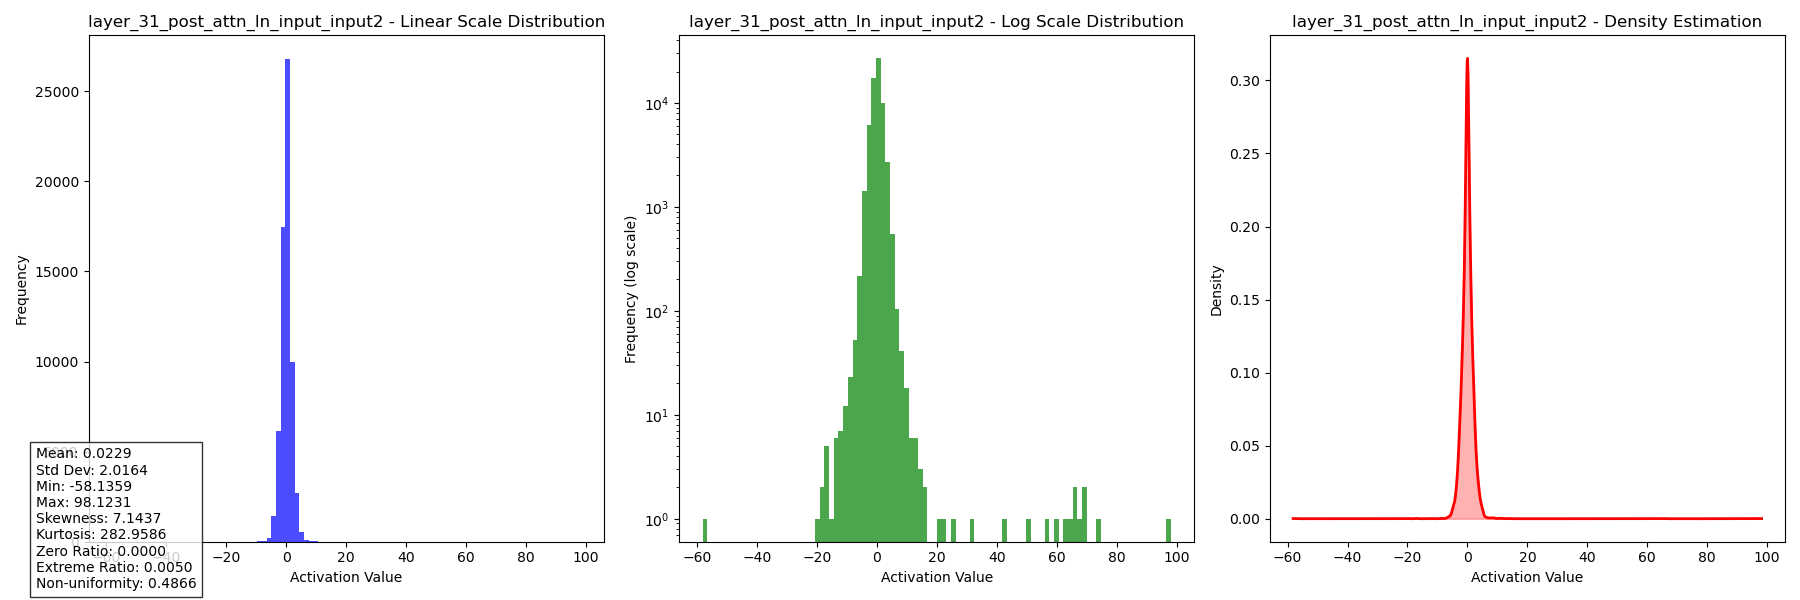 layer_31_post_attn_ln_input_input2 - Linear Scale Distribution
25000
20000
15000
10000
Frequency
−20
0
20
40
60
80
100
Activation Value
Mean: 0.0229
Std Dev: 2.0164
Min: -58.1359
Max: 98.1231
Skewness: 7.1437
Kurtosis: 282.9586
Zero Ratio: 0.0000
Extreme Ratio: 0.0050
Non-uniformity: 0.4866
layer_31_post_attn_ln_input_input2 - Log Scale Distribution
10⁴
10³
10²
10¹
10⁰
Frequency (log scale)
−60
−40
−20
0
20
40
60
80
100
Activation Value
layer_31_post_attn_ln_input_input2 - Density Estimation
0.30
0.25
0.20
0.15
0.10
0.05
0.00
Density
−60
−40
−20
0
20
40
60
80
100
Activation Value